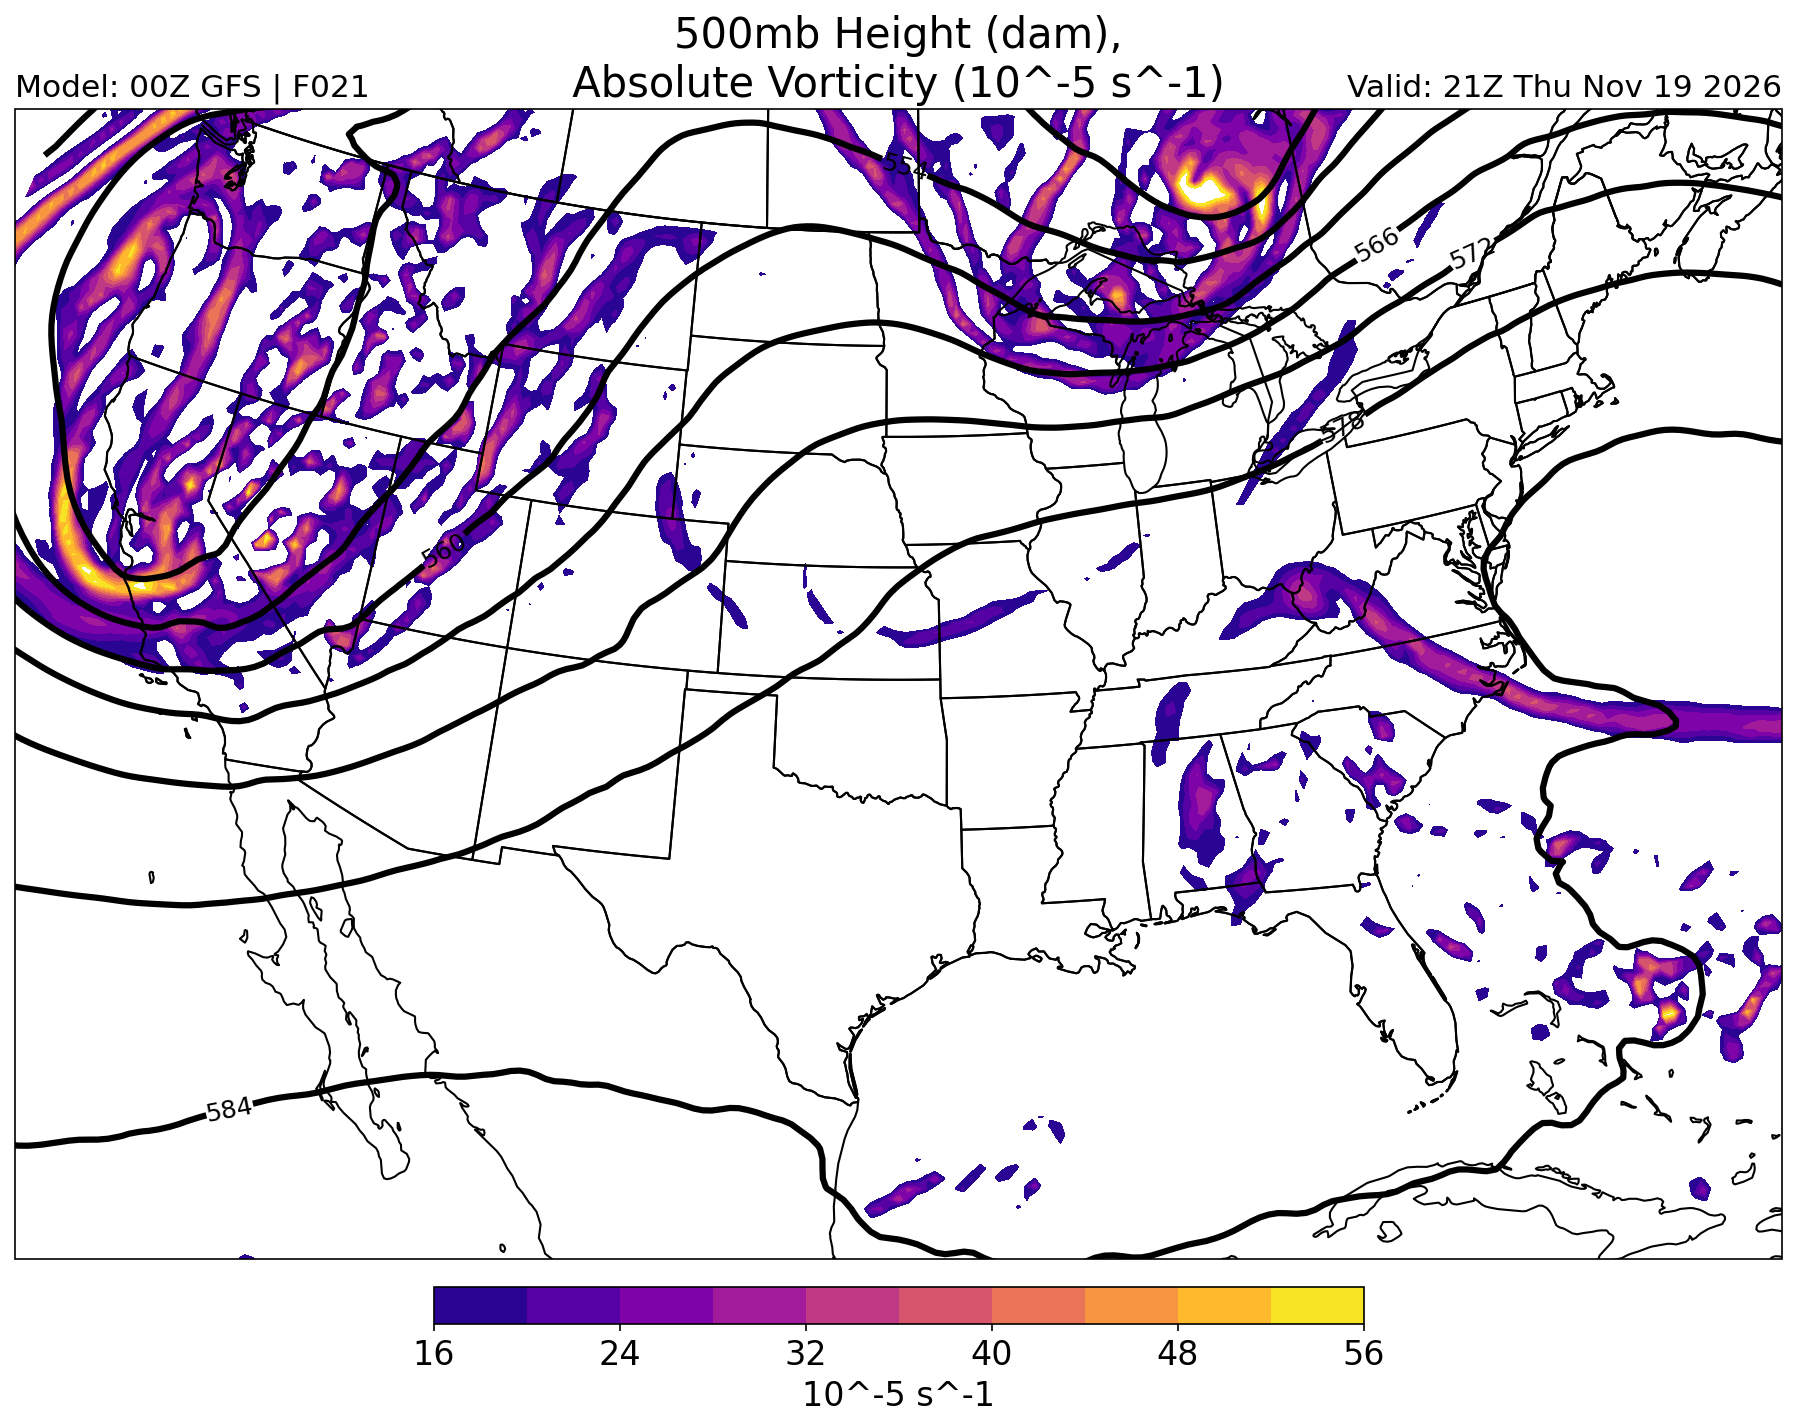 500mb Height (dam),
Model: 00Z GFS | F021
Absolute Vorticity (10^-5 s^-1)
Valid: 21Z Thu Nov 19 2026
554
566
572
578
560
584
16 24 32 40 48 56
10^-5 s^-1